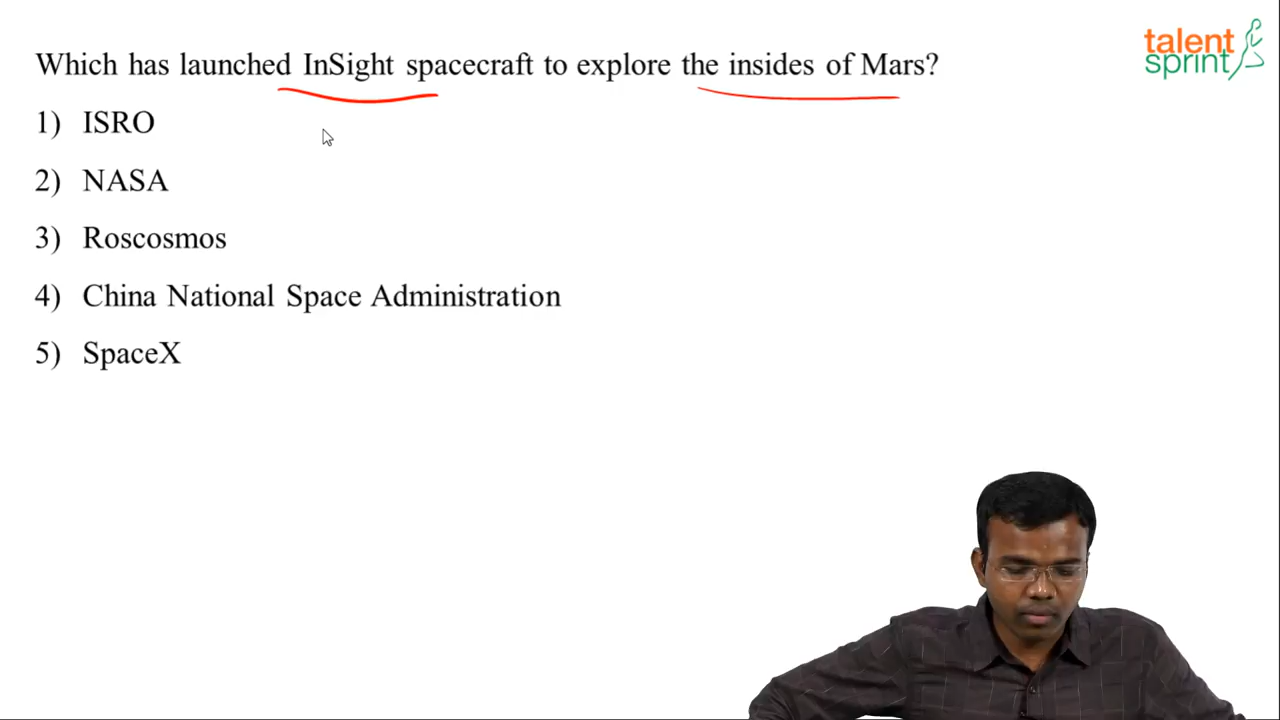 Which has launched InSight spacecraft to explore the insides of Mars?
talent
sprint
1) ISRO
2) NASA
3) Roscosmos
4) China National Space Administration
5) SpaceX